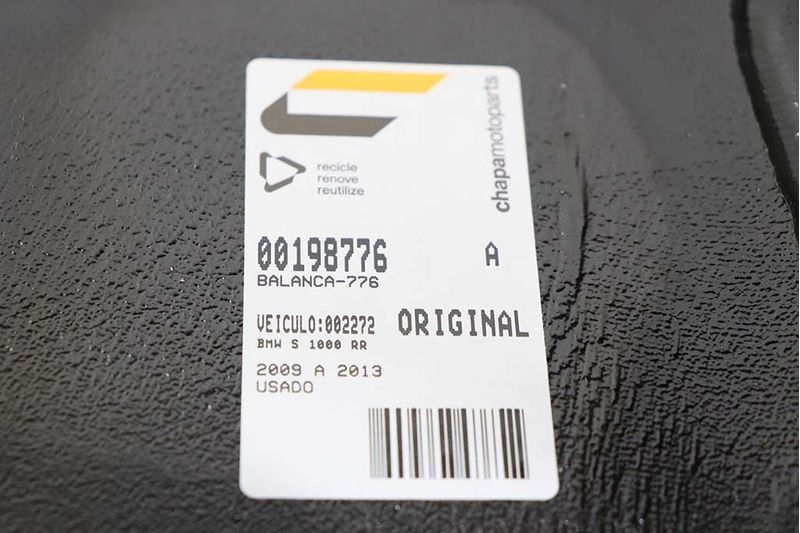 chapamotoparts
recicle
renove
reutilize
00198776 A
BALANCA-776
VEICULO:002272 ORIGINAL
BMW S 1000 RR
2009 A 2013
USADO